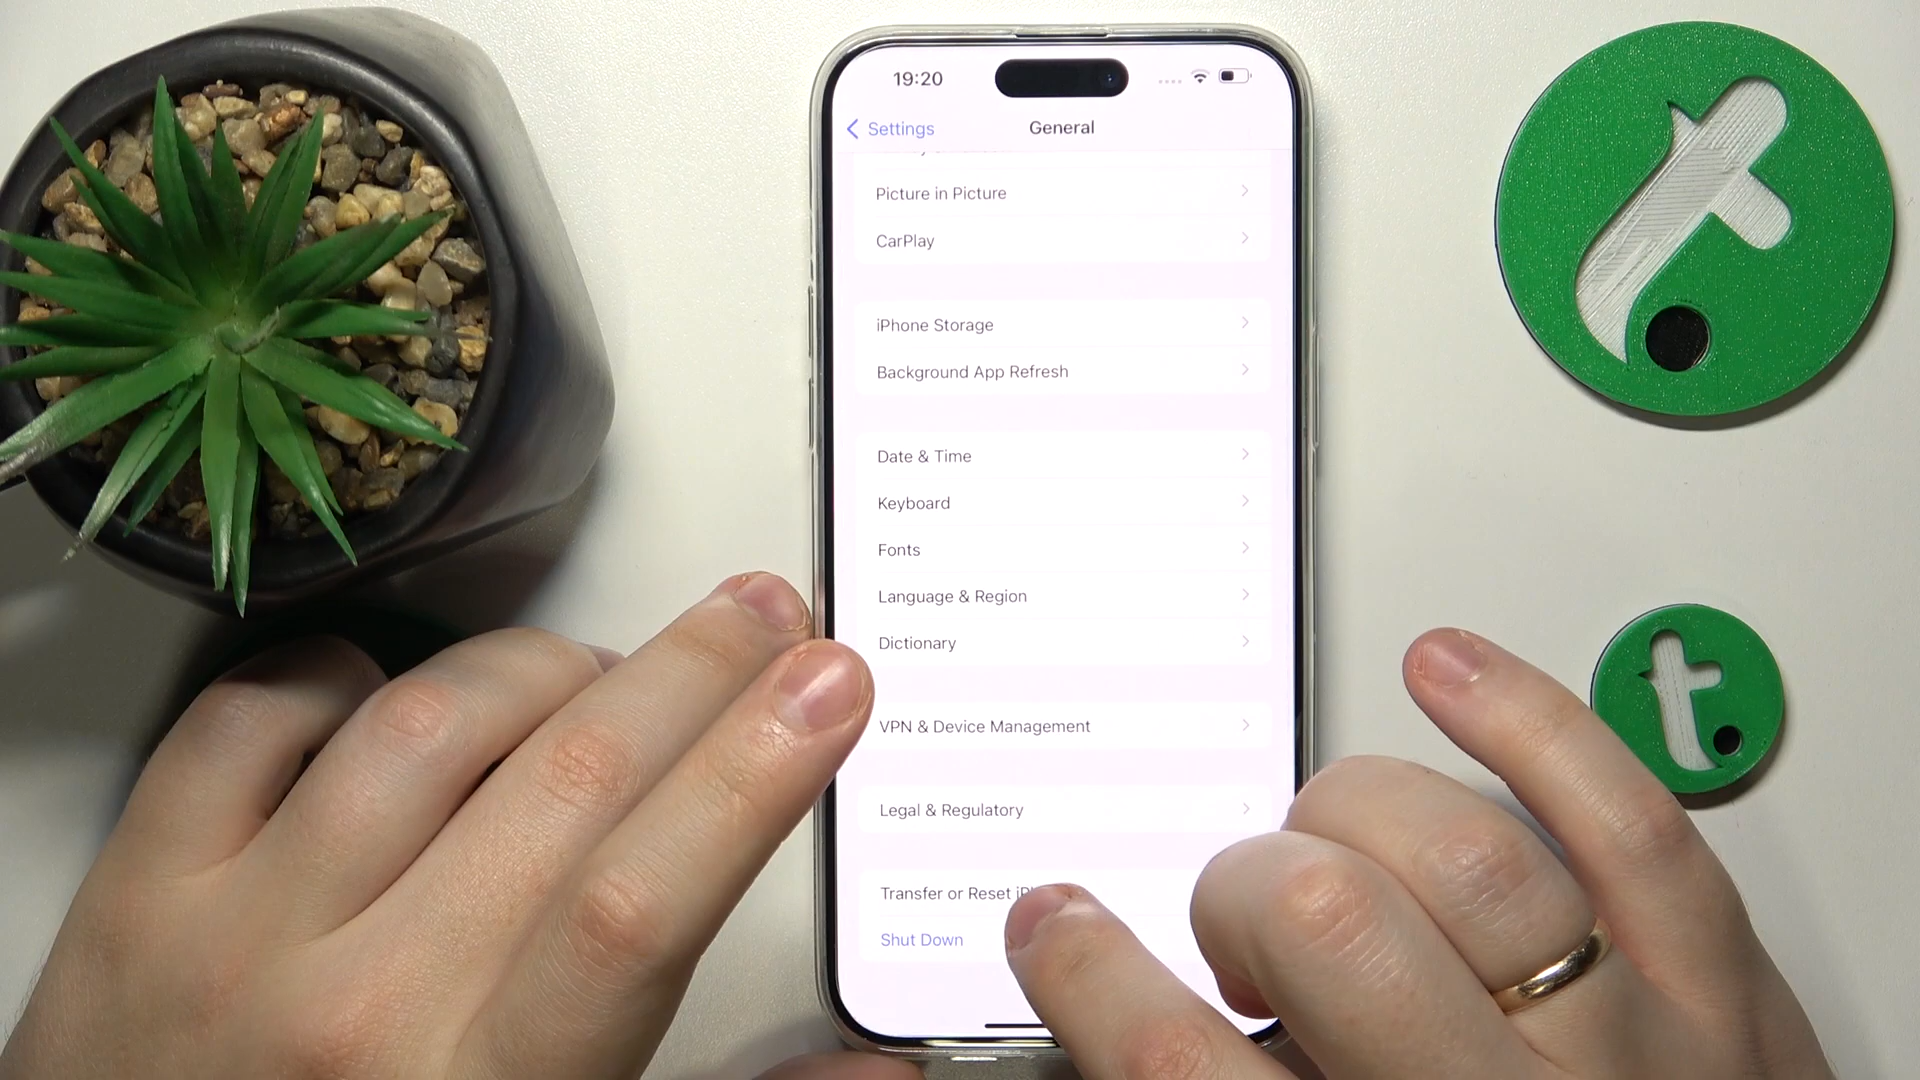 19:20
Settings
General
Picture in Picture
CarPlay
iPhone Storage
Background App Refresh
Date & Time
Keyboard
Fonts
Language & Region
Dictionary
VPN & Device Management
Legal & Regulatory
Transfer or Reset
Shut Down